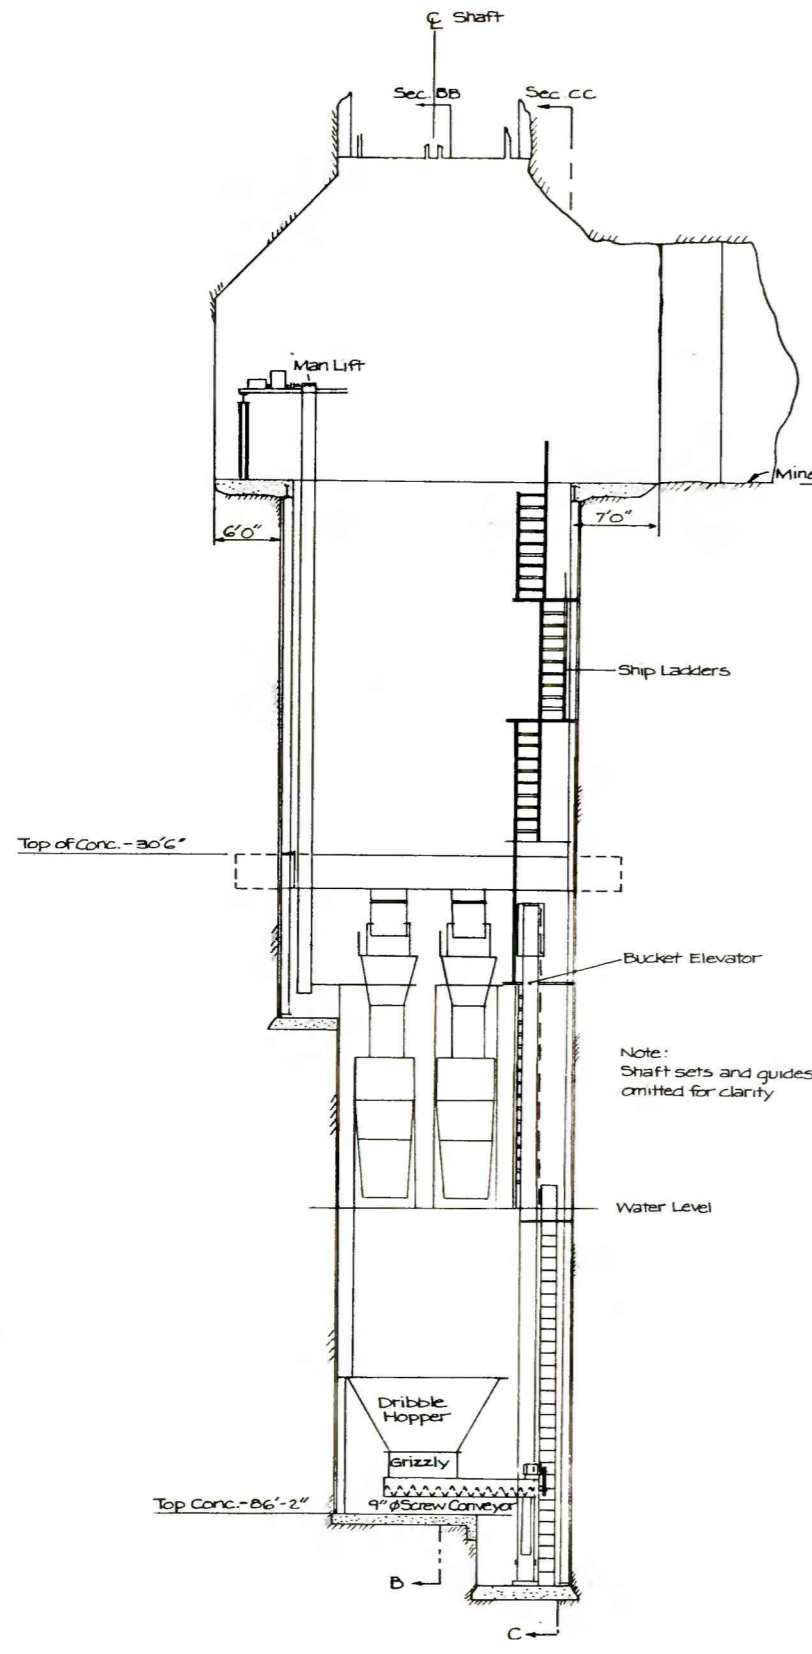 ℄ Shaft
Sec. BB
Sec. CC
Man Lift
6'0"
7'0"
Ship Ladders
Top of Conc.-30'6"
Bucket Elevator
Note:
Shaft sets and guides
omitted for clarity
Water Level
Dribble
Hopper
Grizzly
9"ø Screw Conveyor
Top Conc.-86'-2"
B
C